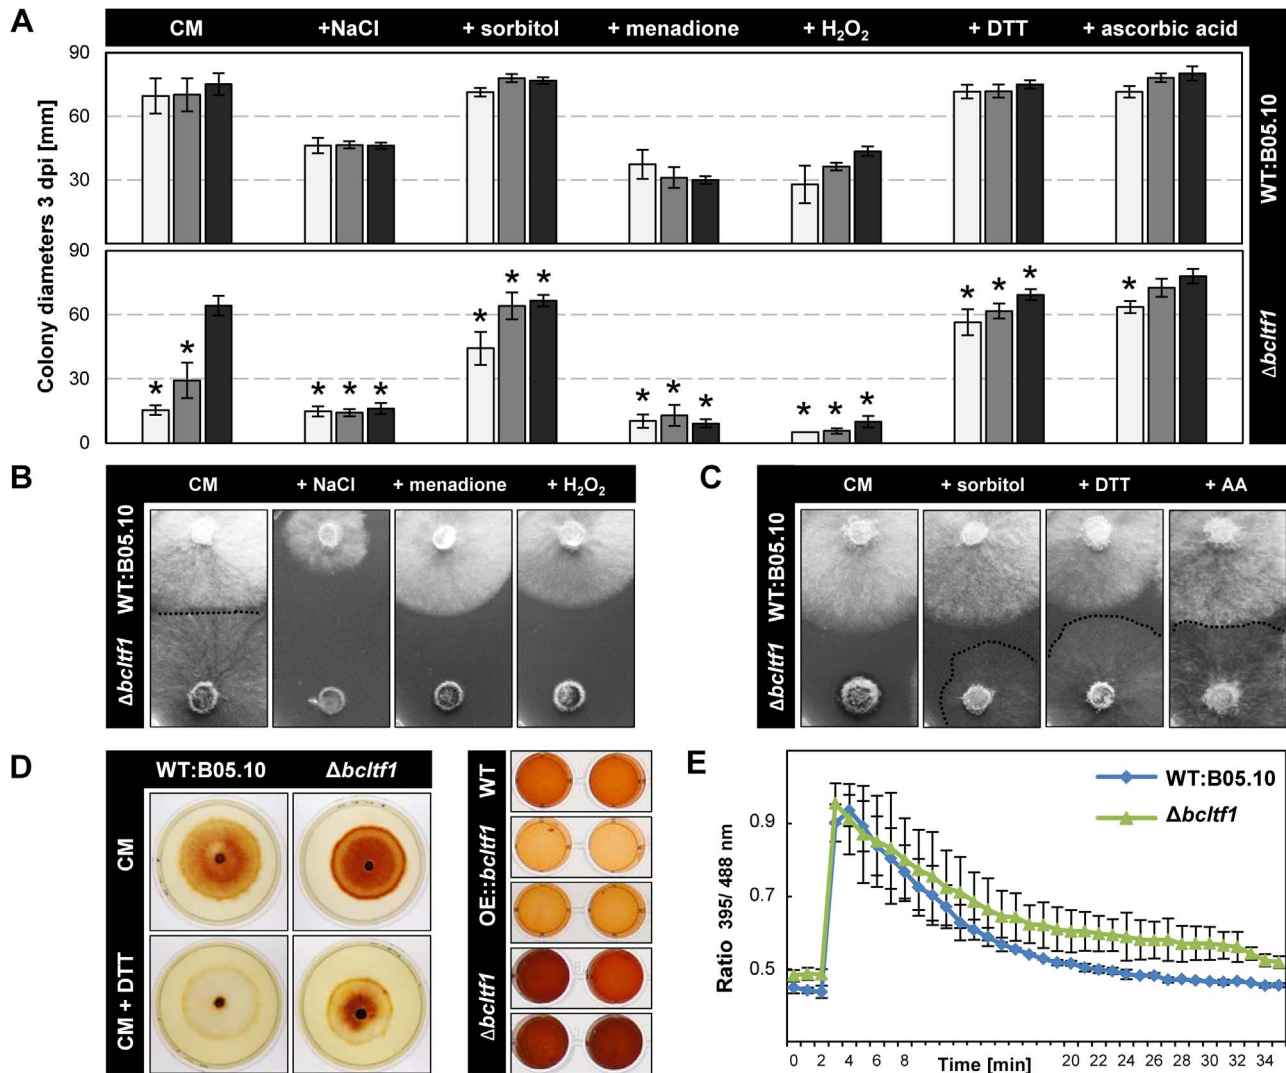 A
CM +NaCl + sorbitol + menadione + H₂O₂ + DTT + ascorbic acid
Colony diameters 3 dpi [mm]
90
60
30
WT:B05.10
* * * * * * * * * * * * * * * * * *
90
60
30
0
Δbcltf1
B
CM + NaCl + menadione + H₂O₂
WT:B05.10
Δbcltf1
C
CM + sorbitol + DTT + AA
WT:B05.10
Δbcltf1
D
WT:B05.10 Δbcltf1
CM
CM + DTT
WT
OE::bcltf1
Δbcltf1
E
WT:B05.10
Δbcltf1
Ratio 395/ 488 nm
0.9
0.7
0.5
0 2 4 6 8 20 22 24 26 28 30 32 34
Time [min]